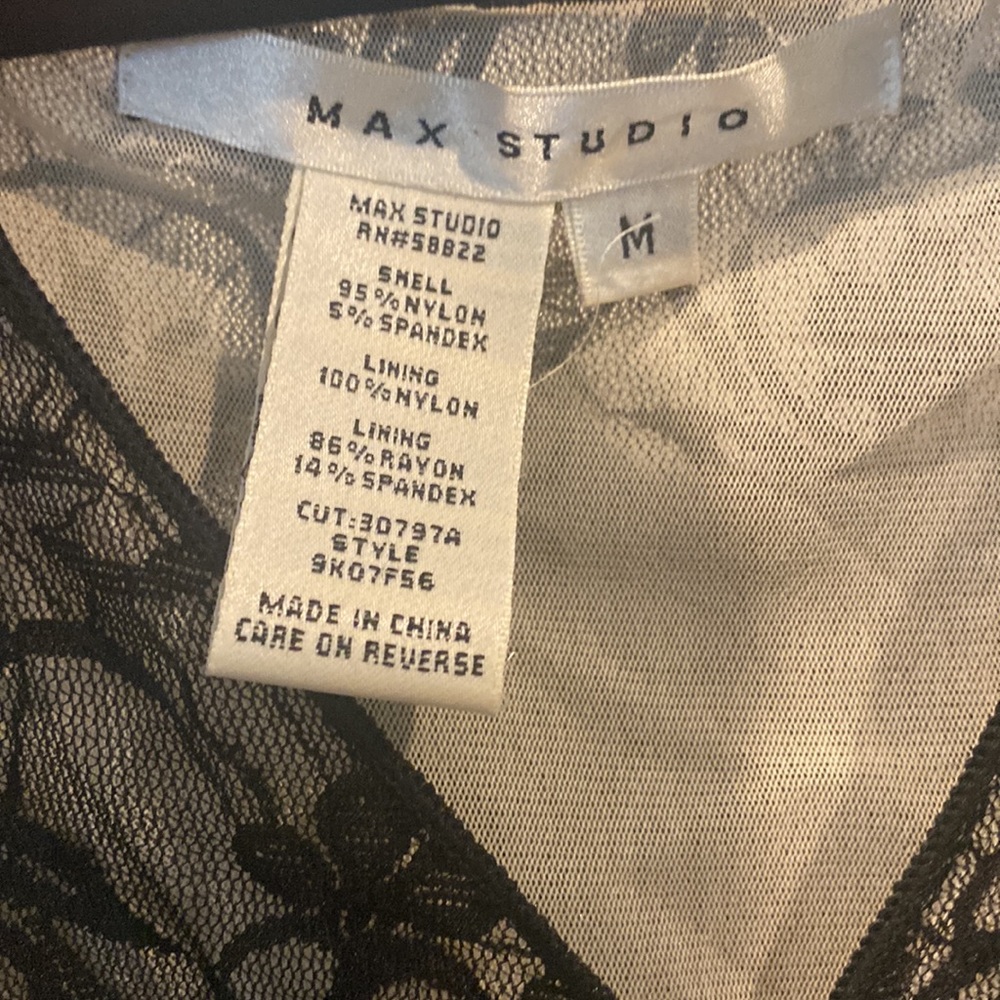 MAX STUDIO
M
MAX STUDIO
RN#58822
SHELL
95%NYLON
5%SPANDEX
LINING
100%NYLON
LINING
86%RAYON
14%SPANDEX
CUT:30797A
STYLE
9K07F56
MADE IN CHINA
CARE ON REVERSE